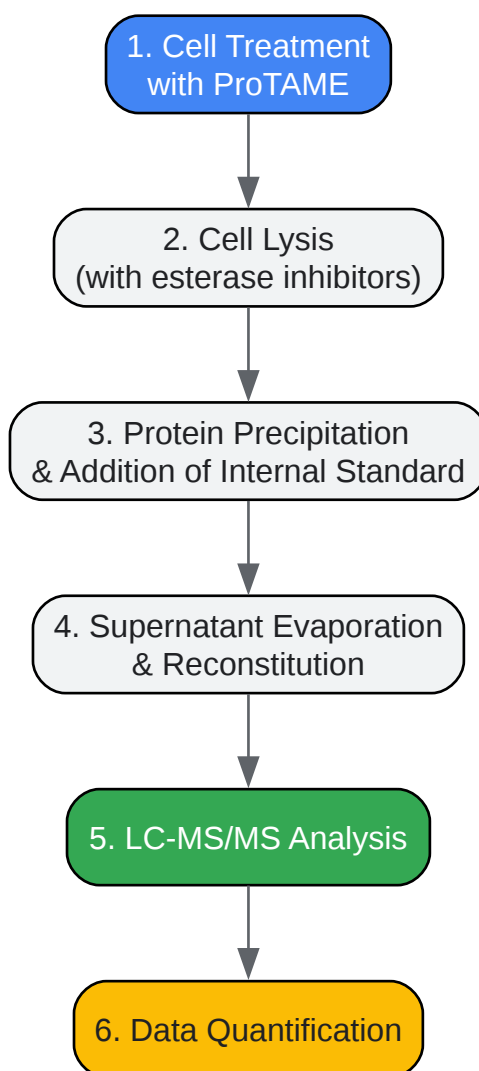 1. Cell Treatment
with ProTAME
2. Cell Lysis
(with esterase inhibitors)
3. Protein Precipitation
& Addition of Internal Standard
4. Supernatant Evaporation
& Reconstitution
5. LC-MS/MS Analysis
6. Data Quantification